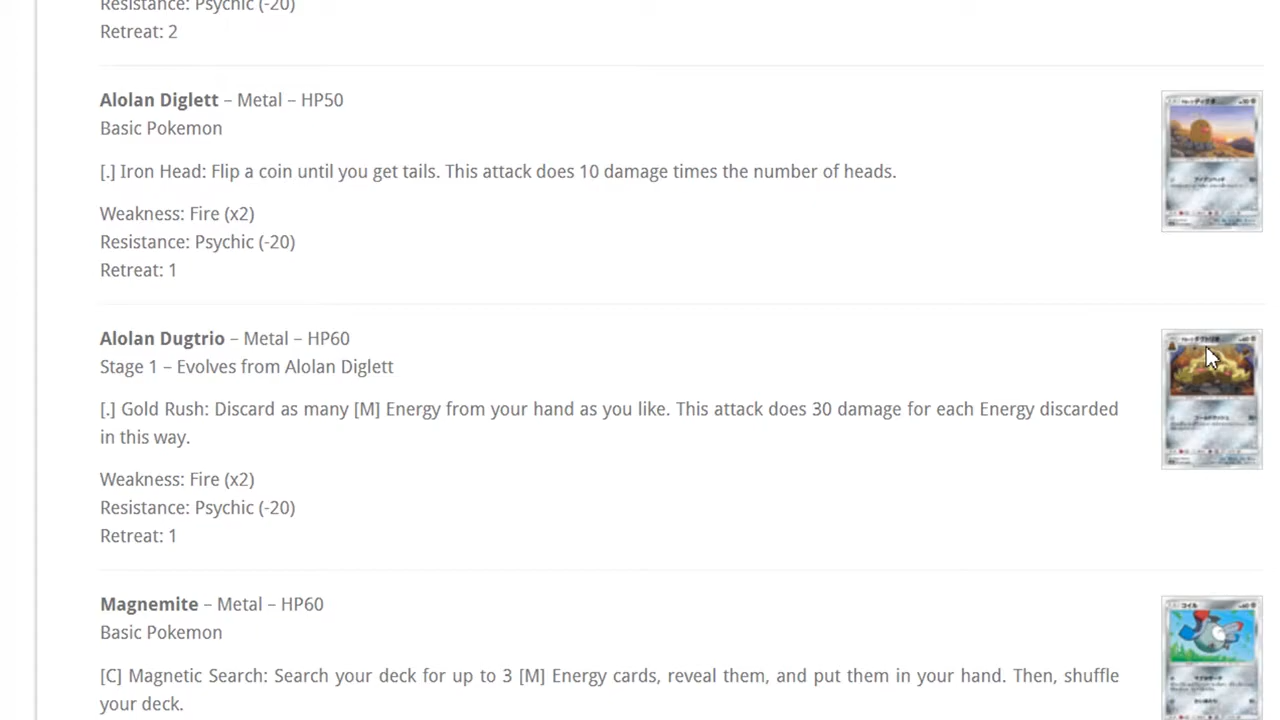 Resistance: Psychic (-20)
Retreat: 2
Alolan Diglett – Metal – HP50
Basic Pokemon
[.] Iron Head: Flip a coin until you get tails. This attack does 10 damage times the number of heads.
Weakness: Fire (x2)
Resistance: Psychic (-20)
Retreat: 1
Alolan Dugtrio – Metal – HP60
Stage 1 – Evolves from Alolan Diglett
[.] Gold Rush: Discard as many [M] Energy from your hand as you like. This attack does 30 damage for each Energy discarded
in this way.
Weakness: Fire (x2)
Resistance: Psychic (-20)
Retreat: 1
Magnemite – Metal – HP60
Basic Pokemon
[C] Magnetic Search: Search your deck for up to 3 [M] Energy cards, reveal them, and put them in your hand. Then, shuffle
your deck.
コイル